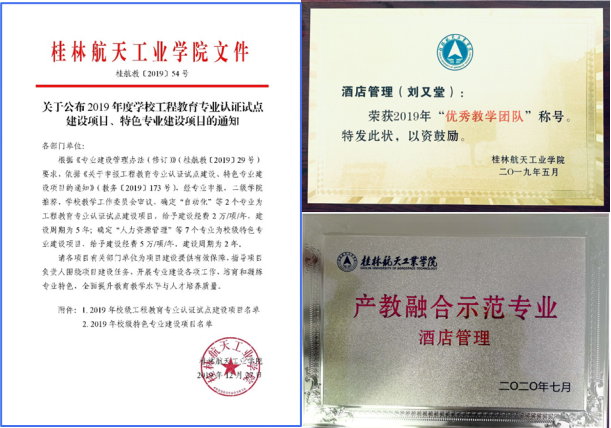 桂林航天工业学院文件
桂航教〔2019〕54号
关于公布2019年度学校工程教育专业认证试点
建设项目、特色专业建设项目的通知
各部门单位：
根据《专业建设管理办法（修订）》（桂航教〔2019〕29号）
要求，依据《关于申报工程教育专业认证试点建设、特色专业建
设项目的通知》（教务〔2019〕173号），经专业申报，二级学院
推荐，学校教学工作委员会审议，确定“自动化”等2个专业为
工程教育专业认证试点建设项目，给予建设经费2万/项/年，建
设周期为5年；确定“人力资源管理”等7个专业为校级特色专
业建设项目，给予建设经费5万/项/年，建设周期为2年。
请各项目有关部门单位为项目建设提供有效保障，指导项目
负责人围绕项目建设任务，开展专业建设各项工作，培育和凝练
专业特色，全面提升教育教学水平与人才培养质量。
附件：1.2019年校级工程教育专业认证试点建设项目名单
2.2019年校级特色专业建设项目名单
桂林航天工业学院
2019年12月27日
酒店管理（刘又堂）：
荣获2019年“优秀教学团队”称号。
特发此状，以资鼓励。
桂林航天工业学院
二〇一九年五月
桂林航天工業学院
产教融合示范专业
酒店管理
二〇二〇年七月